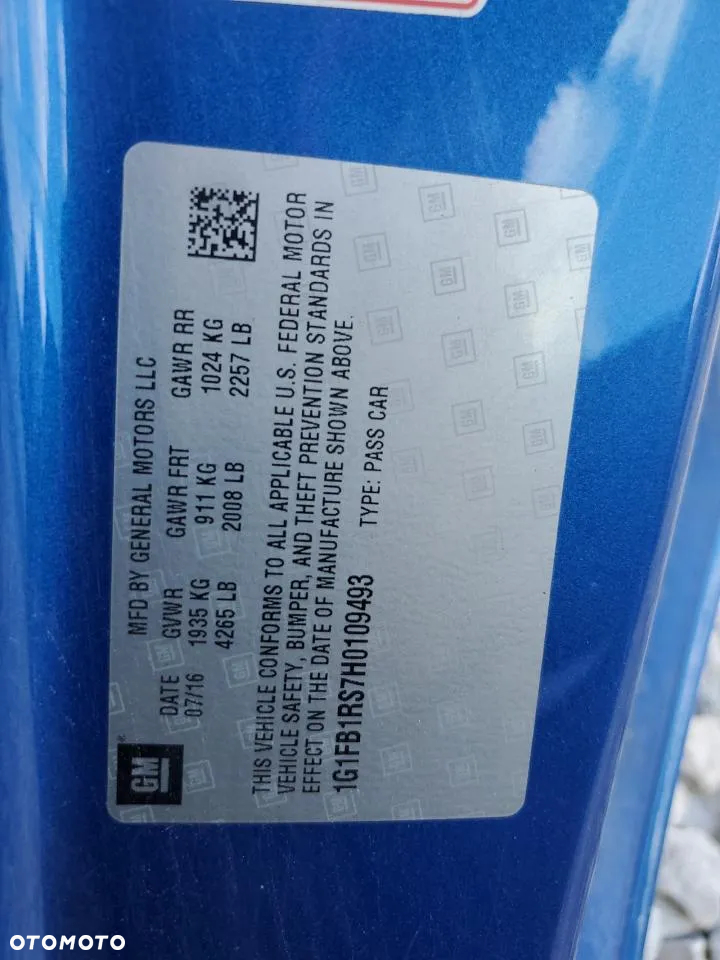 MFD BY GENERAL MOTORS LLC
DATE GVWR GAWR FRT GAWR RR
07/16 1935 KG 911 KG 1024 KG
4265 LB 2008 LB 2257 LB
THIS VEHICLE CONFORMS TO ALL APPLICABLE U.S. FEDERAL MOTOR
VEHICLE SAFETY, BUMPER, AND THEFT PREVENTION STANDARDS IN
EFFECT ON THE DATE OF MANUFACTURE SHOWN ABOVE.
1G1FB1RS7H0109493 TYPE: PASS CAR
GM
OTOMOTO